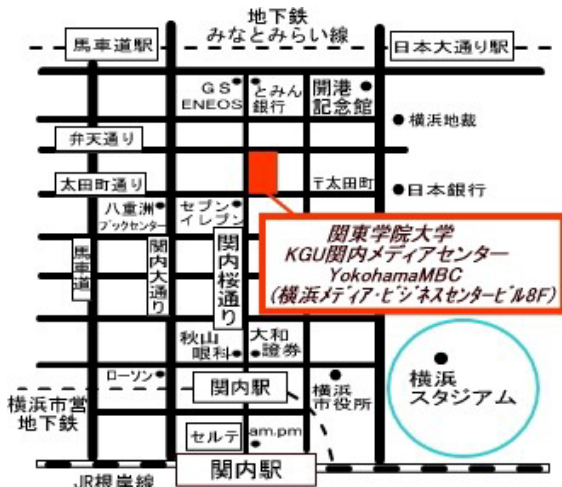 地下鉄
みなとみらい線
馬車道駅
日本大通り駅
GS
ENEOS
とみん
銀行
開港
記念館
横浜地裁
弁天通り
太田町通り
〒太田町
日本銀行
八重洲
ブックセンター
セブン
イレブン
関東学院大学
KGU関内メディアセンター
YokohamaMBC
(横浜メディア・ビジネスセンタービル8F)
馬車道
関内大通り
関内桜通り
秋山
眼科
大和
證券
ローソン
関内駅
横浜
市役所
横浜
スタジアム
横浜市営
地下鉄
セルテ
am.pm
関内駅
JR根岸線